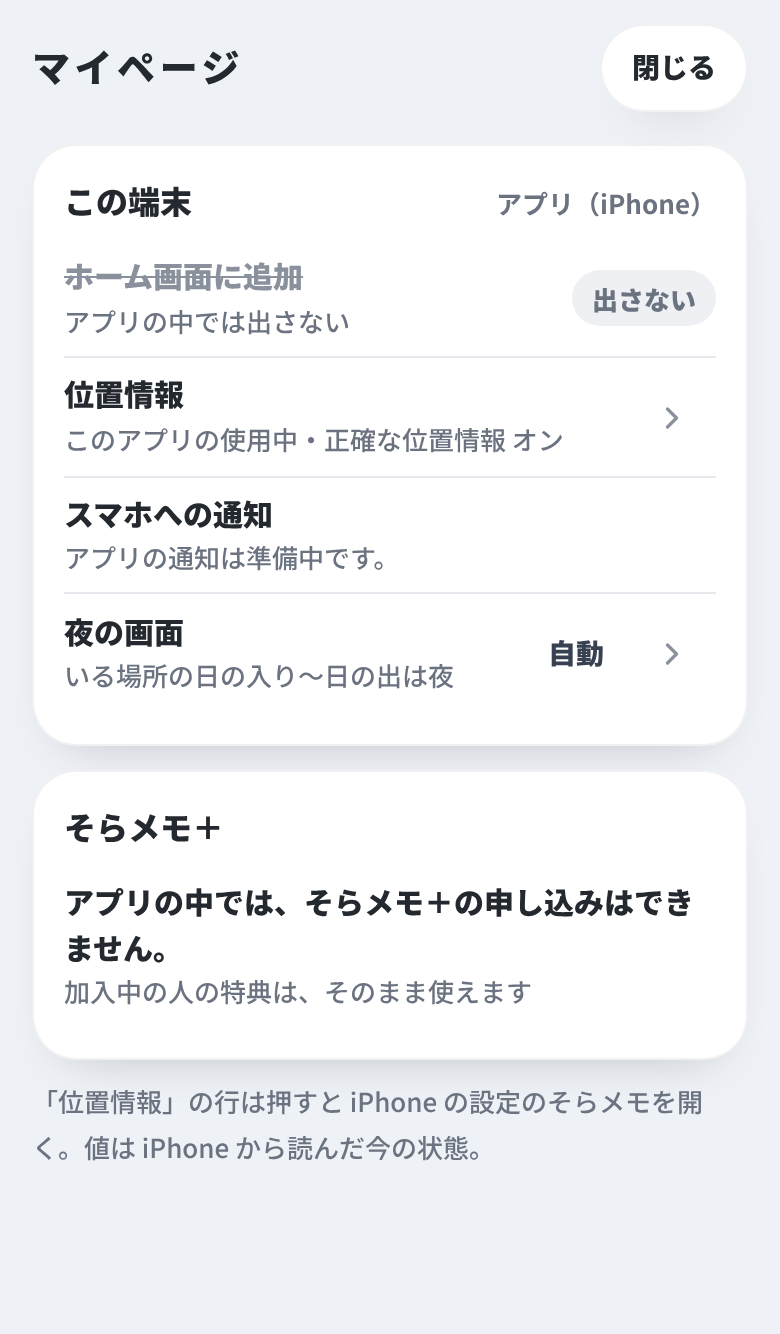 マイページ
閉じる
この端末
アプリ（iPhone）
ホーム画面に追加
アプリの中では出さない
出さない
位置情報
このアプリの使用中・正確な位置情報 オン
スマホへの通知
アプリの通知は準備中です。
夜の画面
いる場所の日の入り〜日の出は夜
自動
そらメモ＋
アプリの中では、そらメモ＋の申し込みはでき
ません。
加入中の人の特典は、そのまま使えます
「位置情報」の行は押すと iPhone の設定のそらメモを開
く。値は iPhone から読んだ今の状態。